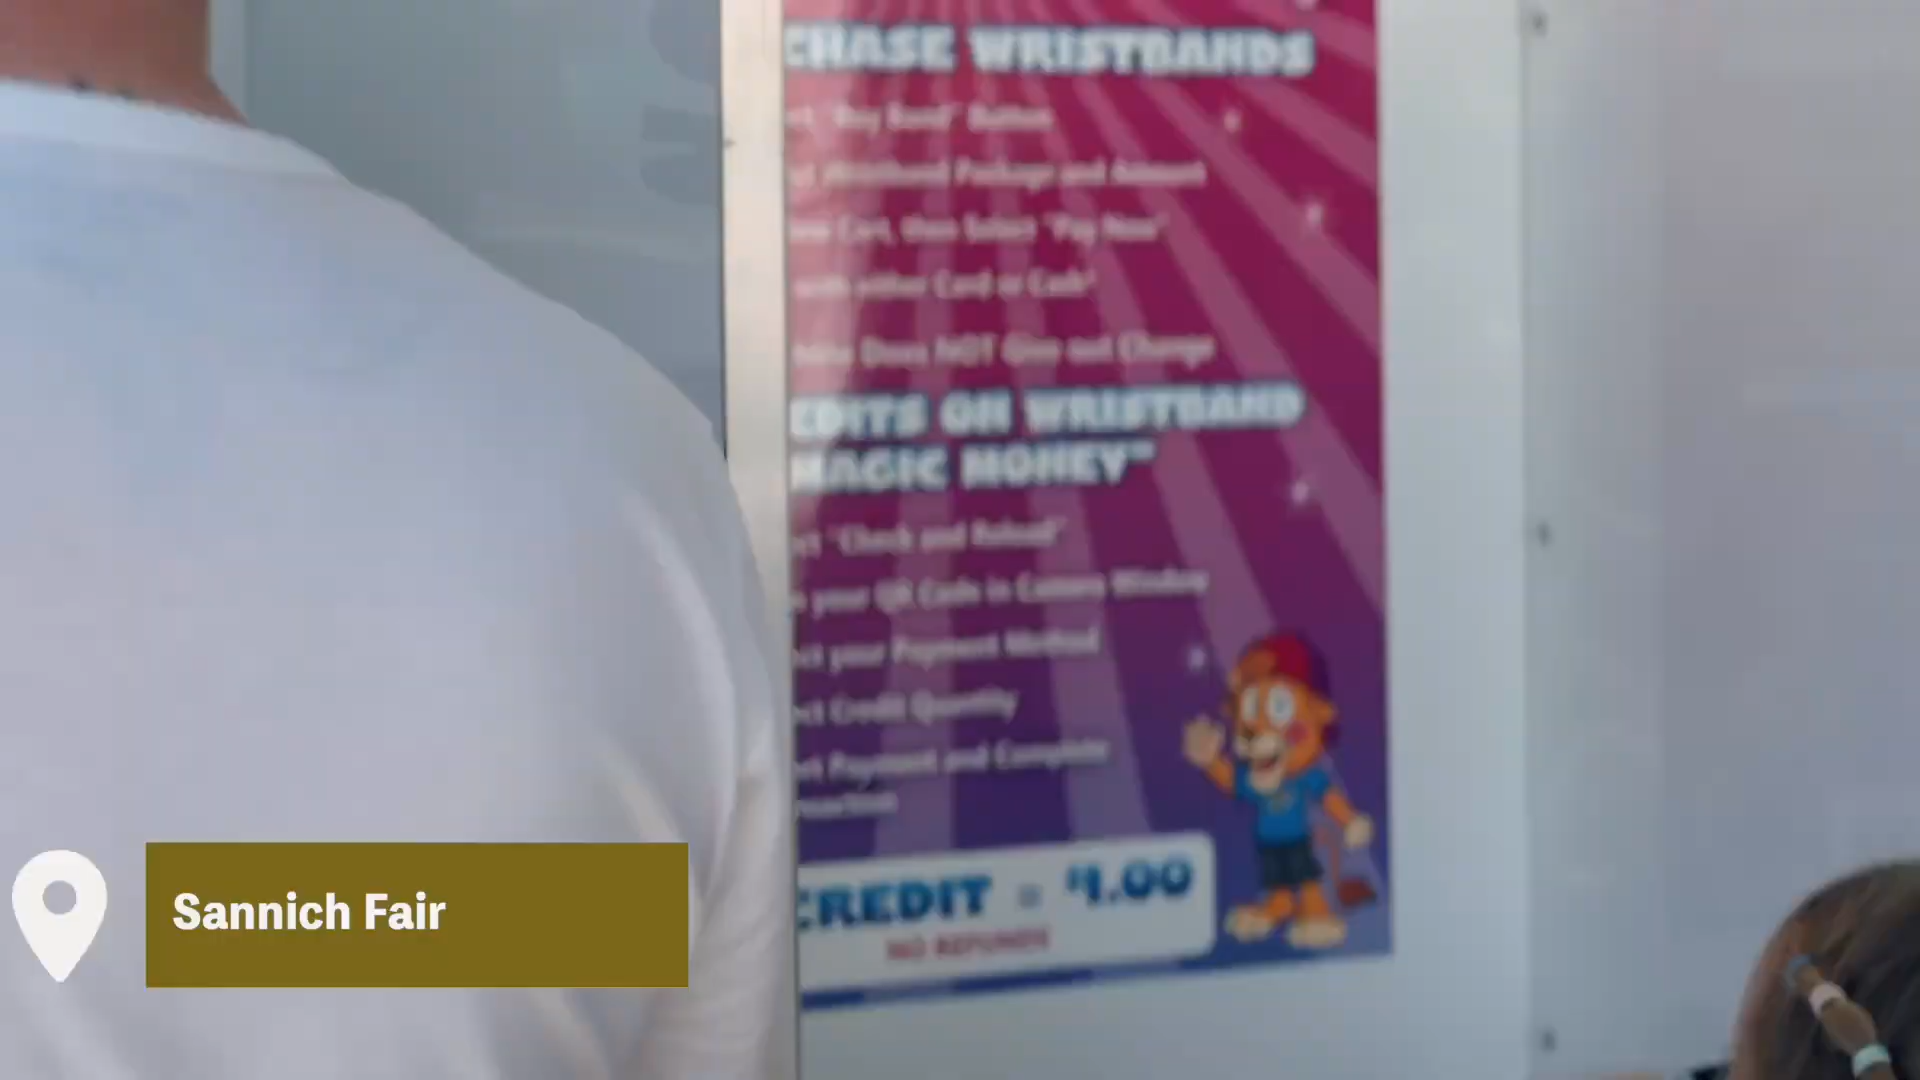 CHASE WRISTBANDS
"Buy Band" Button
Wristband Package and Amount
Cart, then Select "Pay Now"
with either Card or Cash*
Does NOT Give out Change
EDITS ON WRISTBAND
MAGIC MONEY"
"Check and Reload"
your QR Code in Camera Window
your Payment Method
Credit Quantity
Payment and Complete
CREDIT = $1.00
NO REFUNDS
Sannich Fair